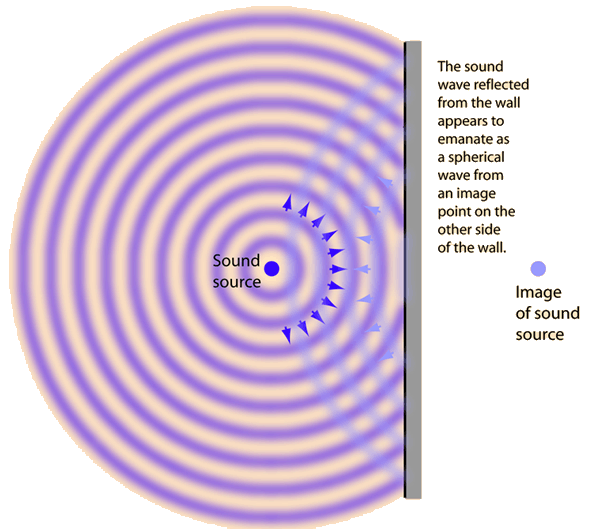 The sound
wave reflected
from the wall
appears to
emanate as
a spherical
wave from
an image
point on the
other side
of the wall.
Sound
source
Image
of sound
source